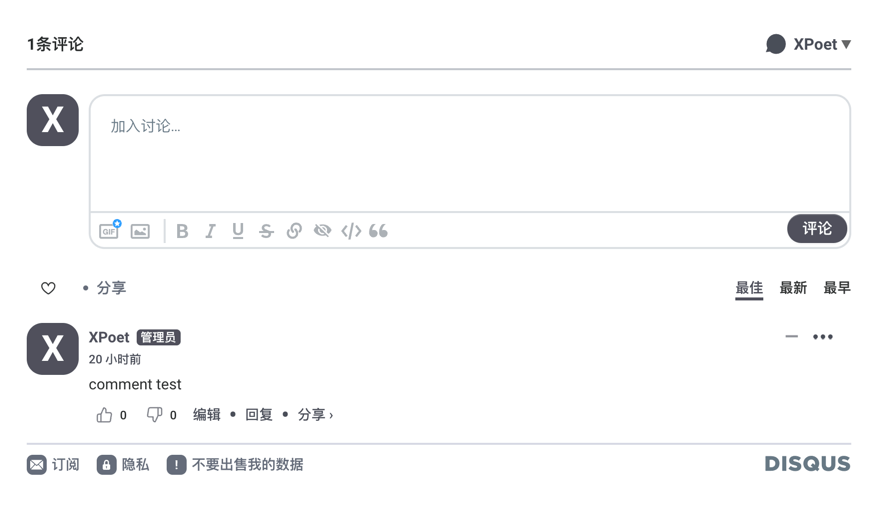 1条评论
XPoet
X
加入讨论...
GIF
B I U S </>
评论
分享
最佳 最新 最早
X
XPoet 管理员
20 小时前
comment test
0 0 编辑 • 回复 • 分享 ›
订阅 隐私 ! 不要出售我的数据
DISQUS